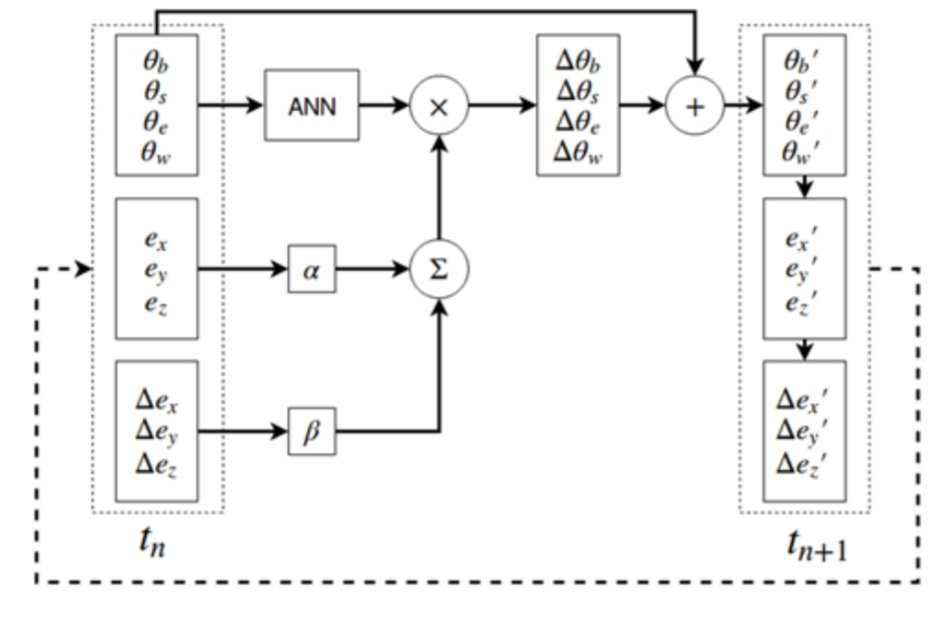 θb
θs
θe
θw
ANN
×
Δθb
Δθs
Δθe
Δθw
+
θb′
θs′
θe′
θw′
ex
ey
ez
α
Σ
ex′
ey′
ez′
Δex
Δey
Δez
β
Δex′
Δey′
Δez′
tn
tn+1